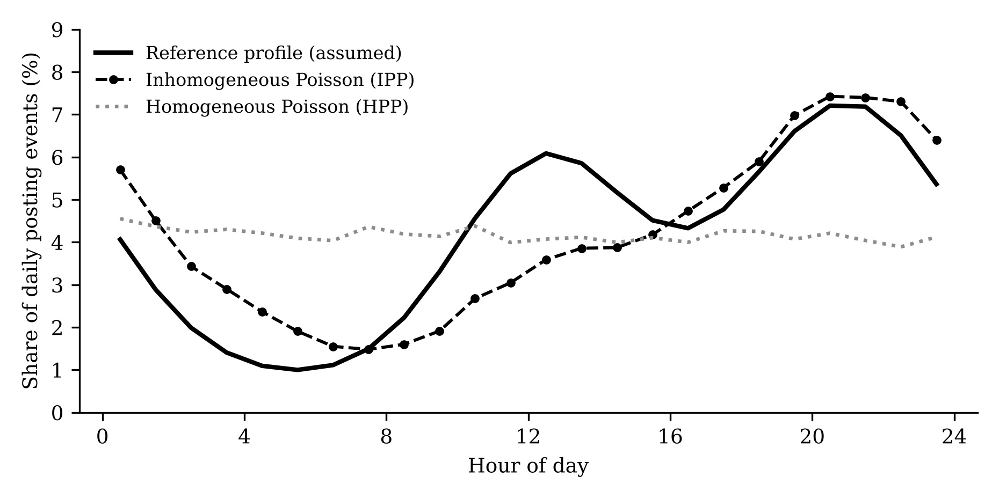 Share of daily posting events (%)
9
8
7
6
5
4
3
2
1
0
Reference profile (assumed)
Inhomogeneous Poisson (IPP)
Homogeneous Poisson (HPP)
0 4 8 12 16 20 24
Hour of day